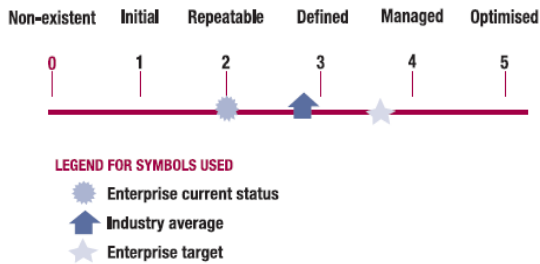 Non-existent Initial Repeatable Defined Managed Optimised
0 1 2 3 4 5
LEGEND FOR SYMBOLS USED
Enterprise current status
Industry average
Enterprise target